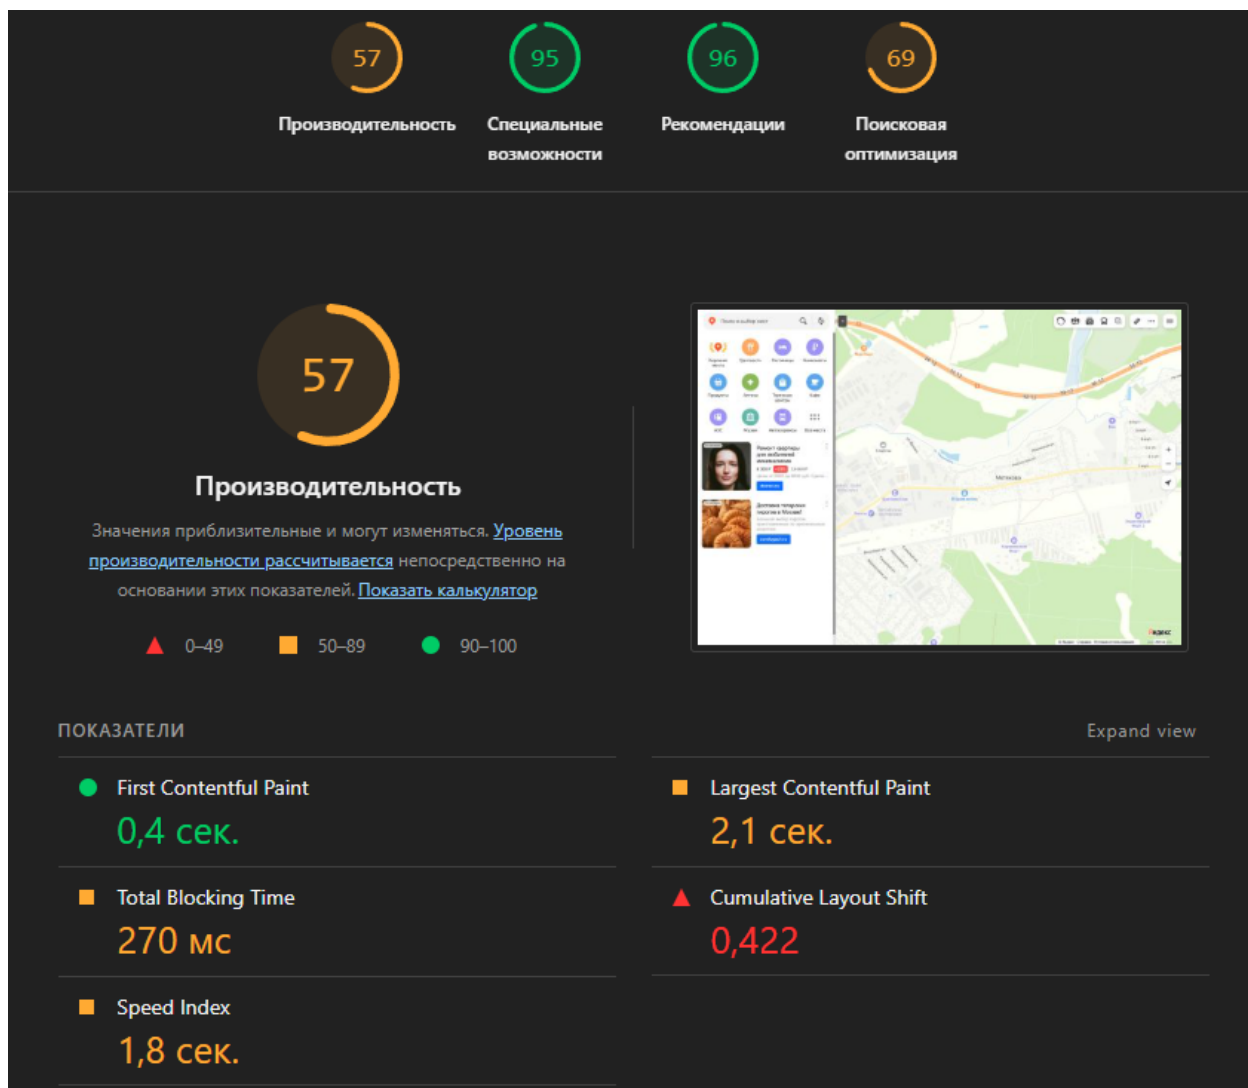 57
95
96
69
Производительность
Специальные
возможности
Рекомендации
Поисковая
оптимизация
57
Производительность
Значения приблизительные и могут изменяться. Уровень
производительности рассчитывается непосредственно на
основании этих показателей. Показать калькулятор
0–49
50–89
90–100
ПОКАЗАТЕЛИ
Expand view
First Contentful Paint
0,4 сек.
Largest Contentful Paint
2,1 сек.
Total Blocking Time
270 мс
Cumulative Layout Shift
0,422
Speed Index
1,8 сек.